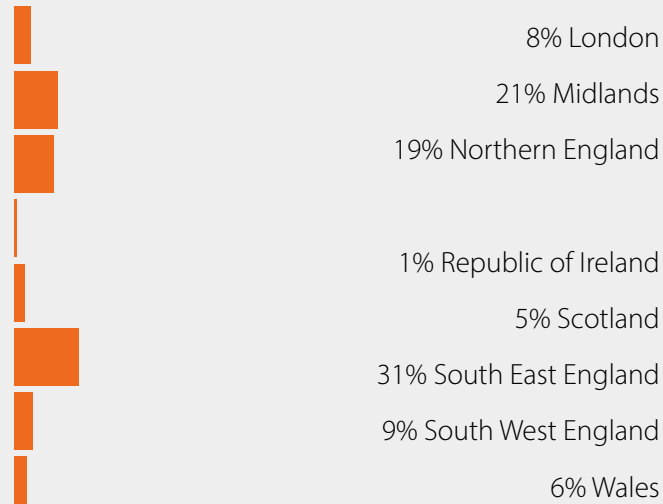 8% London
21% Midlands
19% Northern England
1% Republic of Ireland
5% Scotland
31% South East England
9% South West England
6% Wales